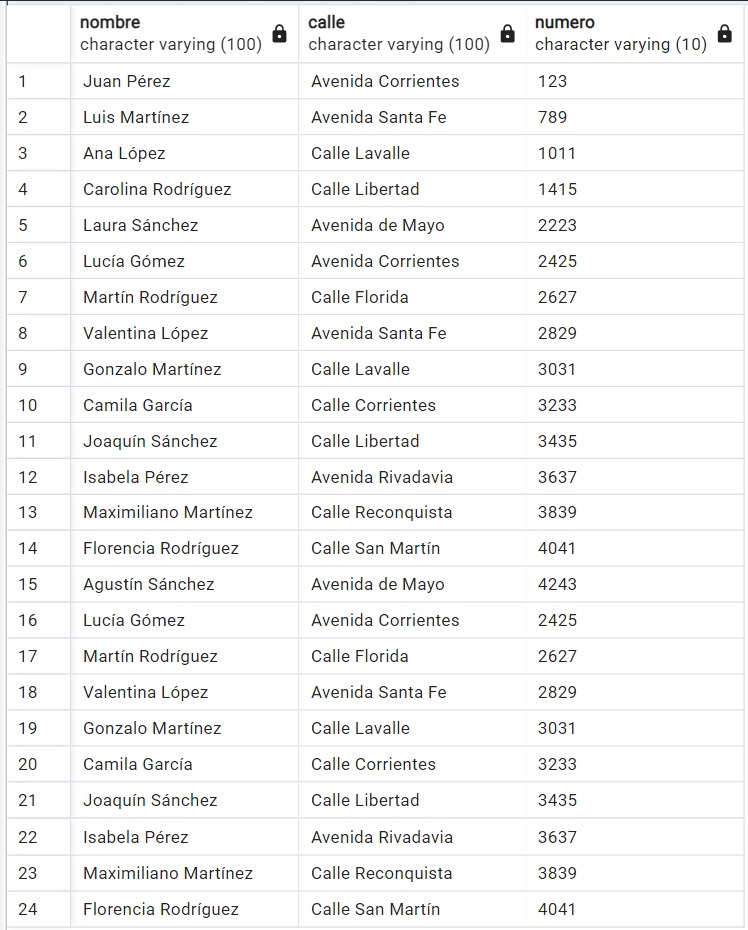 nombre calle numero
character varying (100) character varying (100) character varying (10)
1 Juan Pérez Avenida Corrientes 123
2 Luis Martínez Avenida Santa Fe 789
3 Ana López Calle Lavalle 1011
4 Carolina Rodríguez Calle Libertad 1415
5 Laura Sánchez Avenida de Mayo 2223
6 Lucía Gómez Avenida Corrientes 2425
7 Martín Rodríguez Calle Florida 2627
8 Valentina López Avenida Santa Fe 2829
9 Gonzalo Martínez Calle Lavalle 3031
10 Camila García Calle Corrientes 3233
11 Joaquín Sánchez Calle Libertad 3435
12 Isabela Pérez Avenida Rivadavia 3637
13 Maximiliano Martínez Calle Reconquista 3839
14 Florencia Rodríguez Calle San Martín 4041
15 Agustín Sánchez Avenida de Mayo 4243
16 Lucía Gómez Avenida Corrientes 2425
17 Martín Rodríguez Calle Florida 2627
18 Valentina López Avenida Santa Fe 2829
19 Gonzalo Martínez Calle Lavalle 3031
20 Camila García Calle Corrientes 3233
21 Joaquín Sánchez Calle Libertad 3435
22 Isabela Pérez Avenida Rivadavia 3637
23 Maximiliano Martínez Calle Reconquista 3839
24 Florencia Rodríguez Calle San Martín 4041